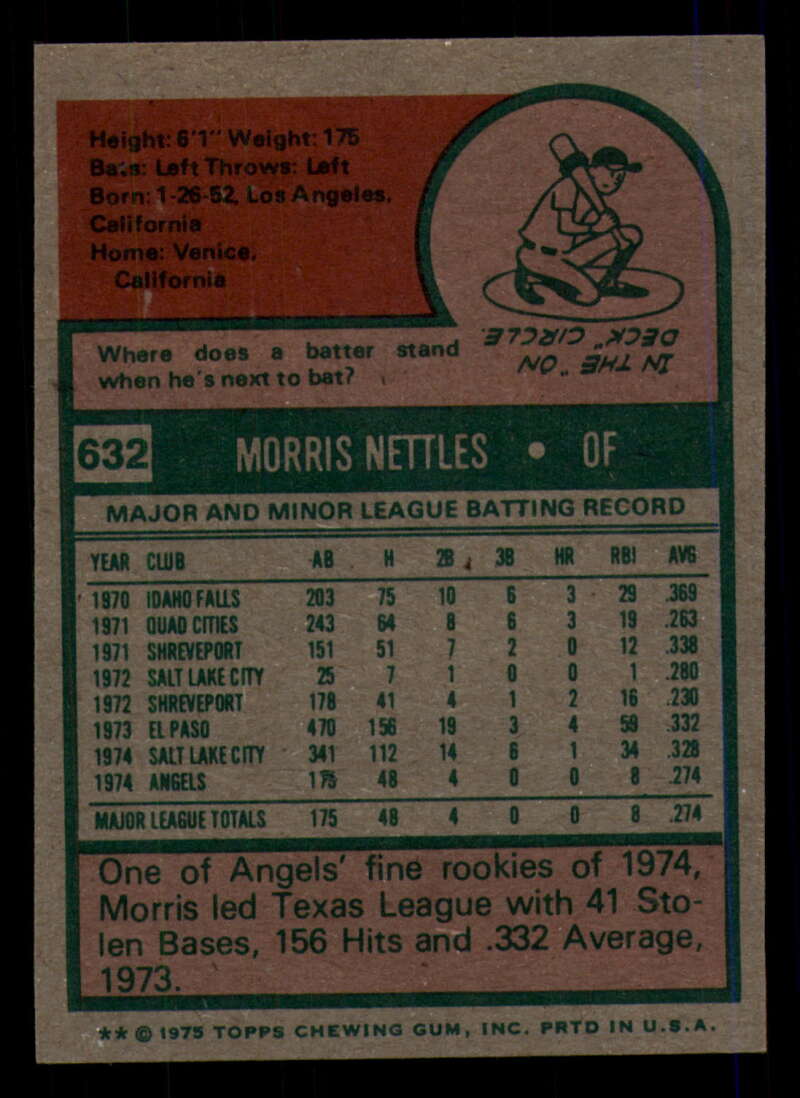 Height: 6'1" Weight: 175
Bats: Left Throws: Left
Born: 1-26-52, Los Angeles,
California
Home: Venice,
California
Where does a batter stand
when he's next to bat?
IN THE "ON
DECK" CIRCLE.
632 MORRIS NETTLES • OF
MAJOR AND MINOR LEAGUE BATTING RECORD
YEAR CLUB AB H 2B 3B HR RBI AVG
1970 IDAHO FALLS 203 75 10 6 3 29 .369
1971 QUAD CITIES 243 64 8 6 3 19 .263
1971 SHREVEPORT 151 51 7 2 0 12 .338
1972 SALT LAKE CITY 25 7 1 0 0 1 .280
1972 SHREVEPORT 178 41 4 1 2 16 .230
1973 EL PASO 470 156 19 3 4 59 .332
1974 SALT LAKE CITY 341 112 14 6 1 34 .328
1974 ANGELS 175 48 4 0 0 8 .274
MAJOR LEAGUE TOTALS 175 48 4 0 0 8 .274
One of Angels' fine rookies of 1974,
Morris led Texas League with 41 Sto-
len Bases, 156 Hits and .332 Average,
1973.
** © 1975 TOPPS CHEWING GUM, INC. PRTD IN U.S.A.